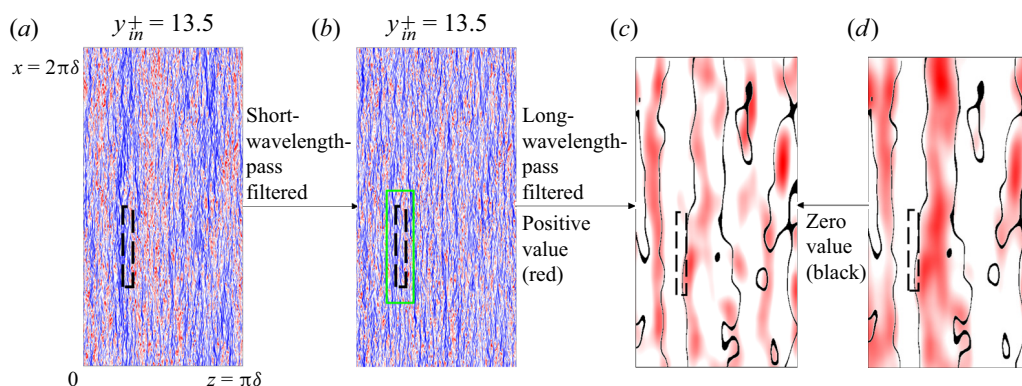 (a) y⁺ᵢₙ = 13.5
(b) y⁺ᵢₙ = 13.5
(c)
(d)
x = 2πδ
Short-
wavelength-
pass
filtered
Long-
wavelength-
pass
filtered
Positive
value
(red)
Zero
value
(black)
0
z = πδ